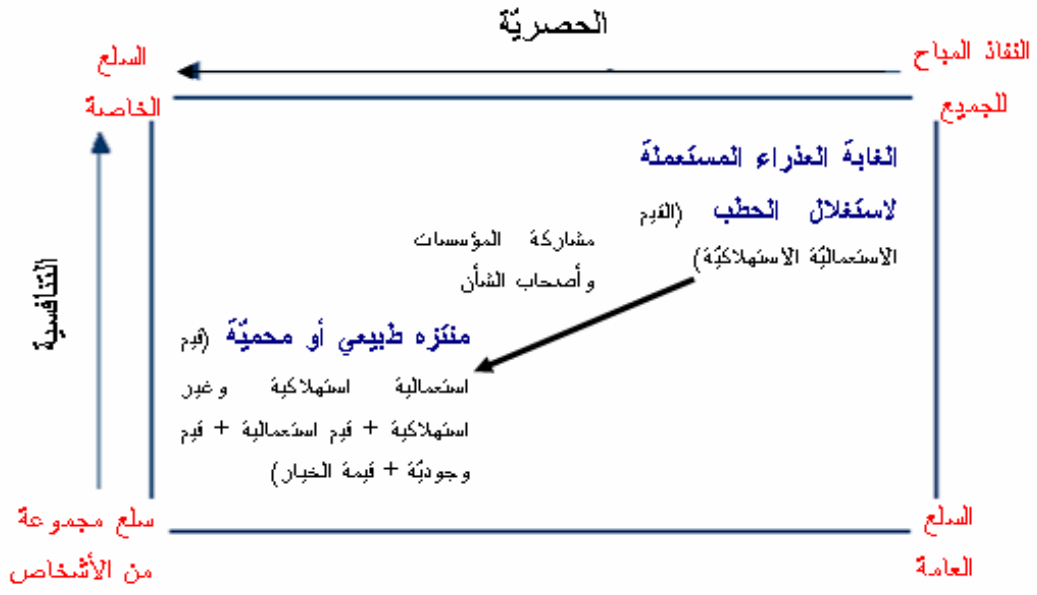 الحصريّة
النفاذ المباح
للجميع
السلع
الخاصة
الغابة العذراء المستعملة
لاستغلال الحطب (القيم
الاستعماليّة الاستهلاكيّة)
مشاركة المؤسسات
وأصحاب الشأن
التنافسية
منتزه طبيعي أو محميّة (قيم
استعمالية استهلاكية وغير
استهلاكية + قيم استعمالية + قيم
وجوديّة + قيمة الخيار)
السلع
العامة
سلع مجموعة
من الأشخاص